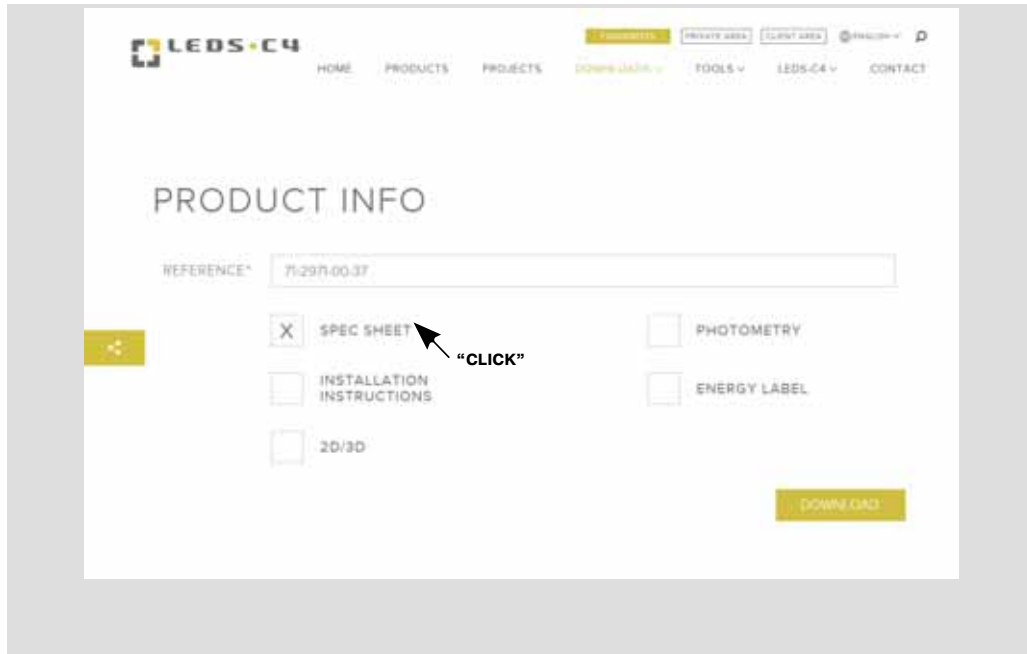 LEDS·C4
PRIVATE AREA CLIENT AREA ENGLISH
HOME PRODUCTS PROJECTS DOWNLOADS TOOLS LEDS-C4 CONTACT
PRODUCT INFO
REFERENCE* 71-2971-00-37
X SPEC SHEET PHOTOMETRY
"CLICK"
INSTALLATION
INSTRUCTIONS
ENERGY LABEL
2D/3D
DOWNLOAD